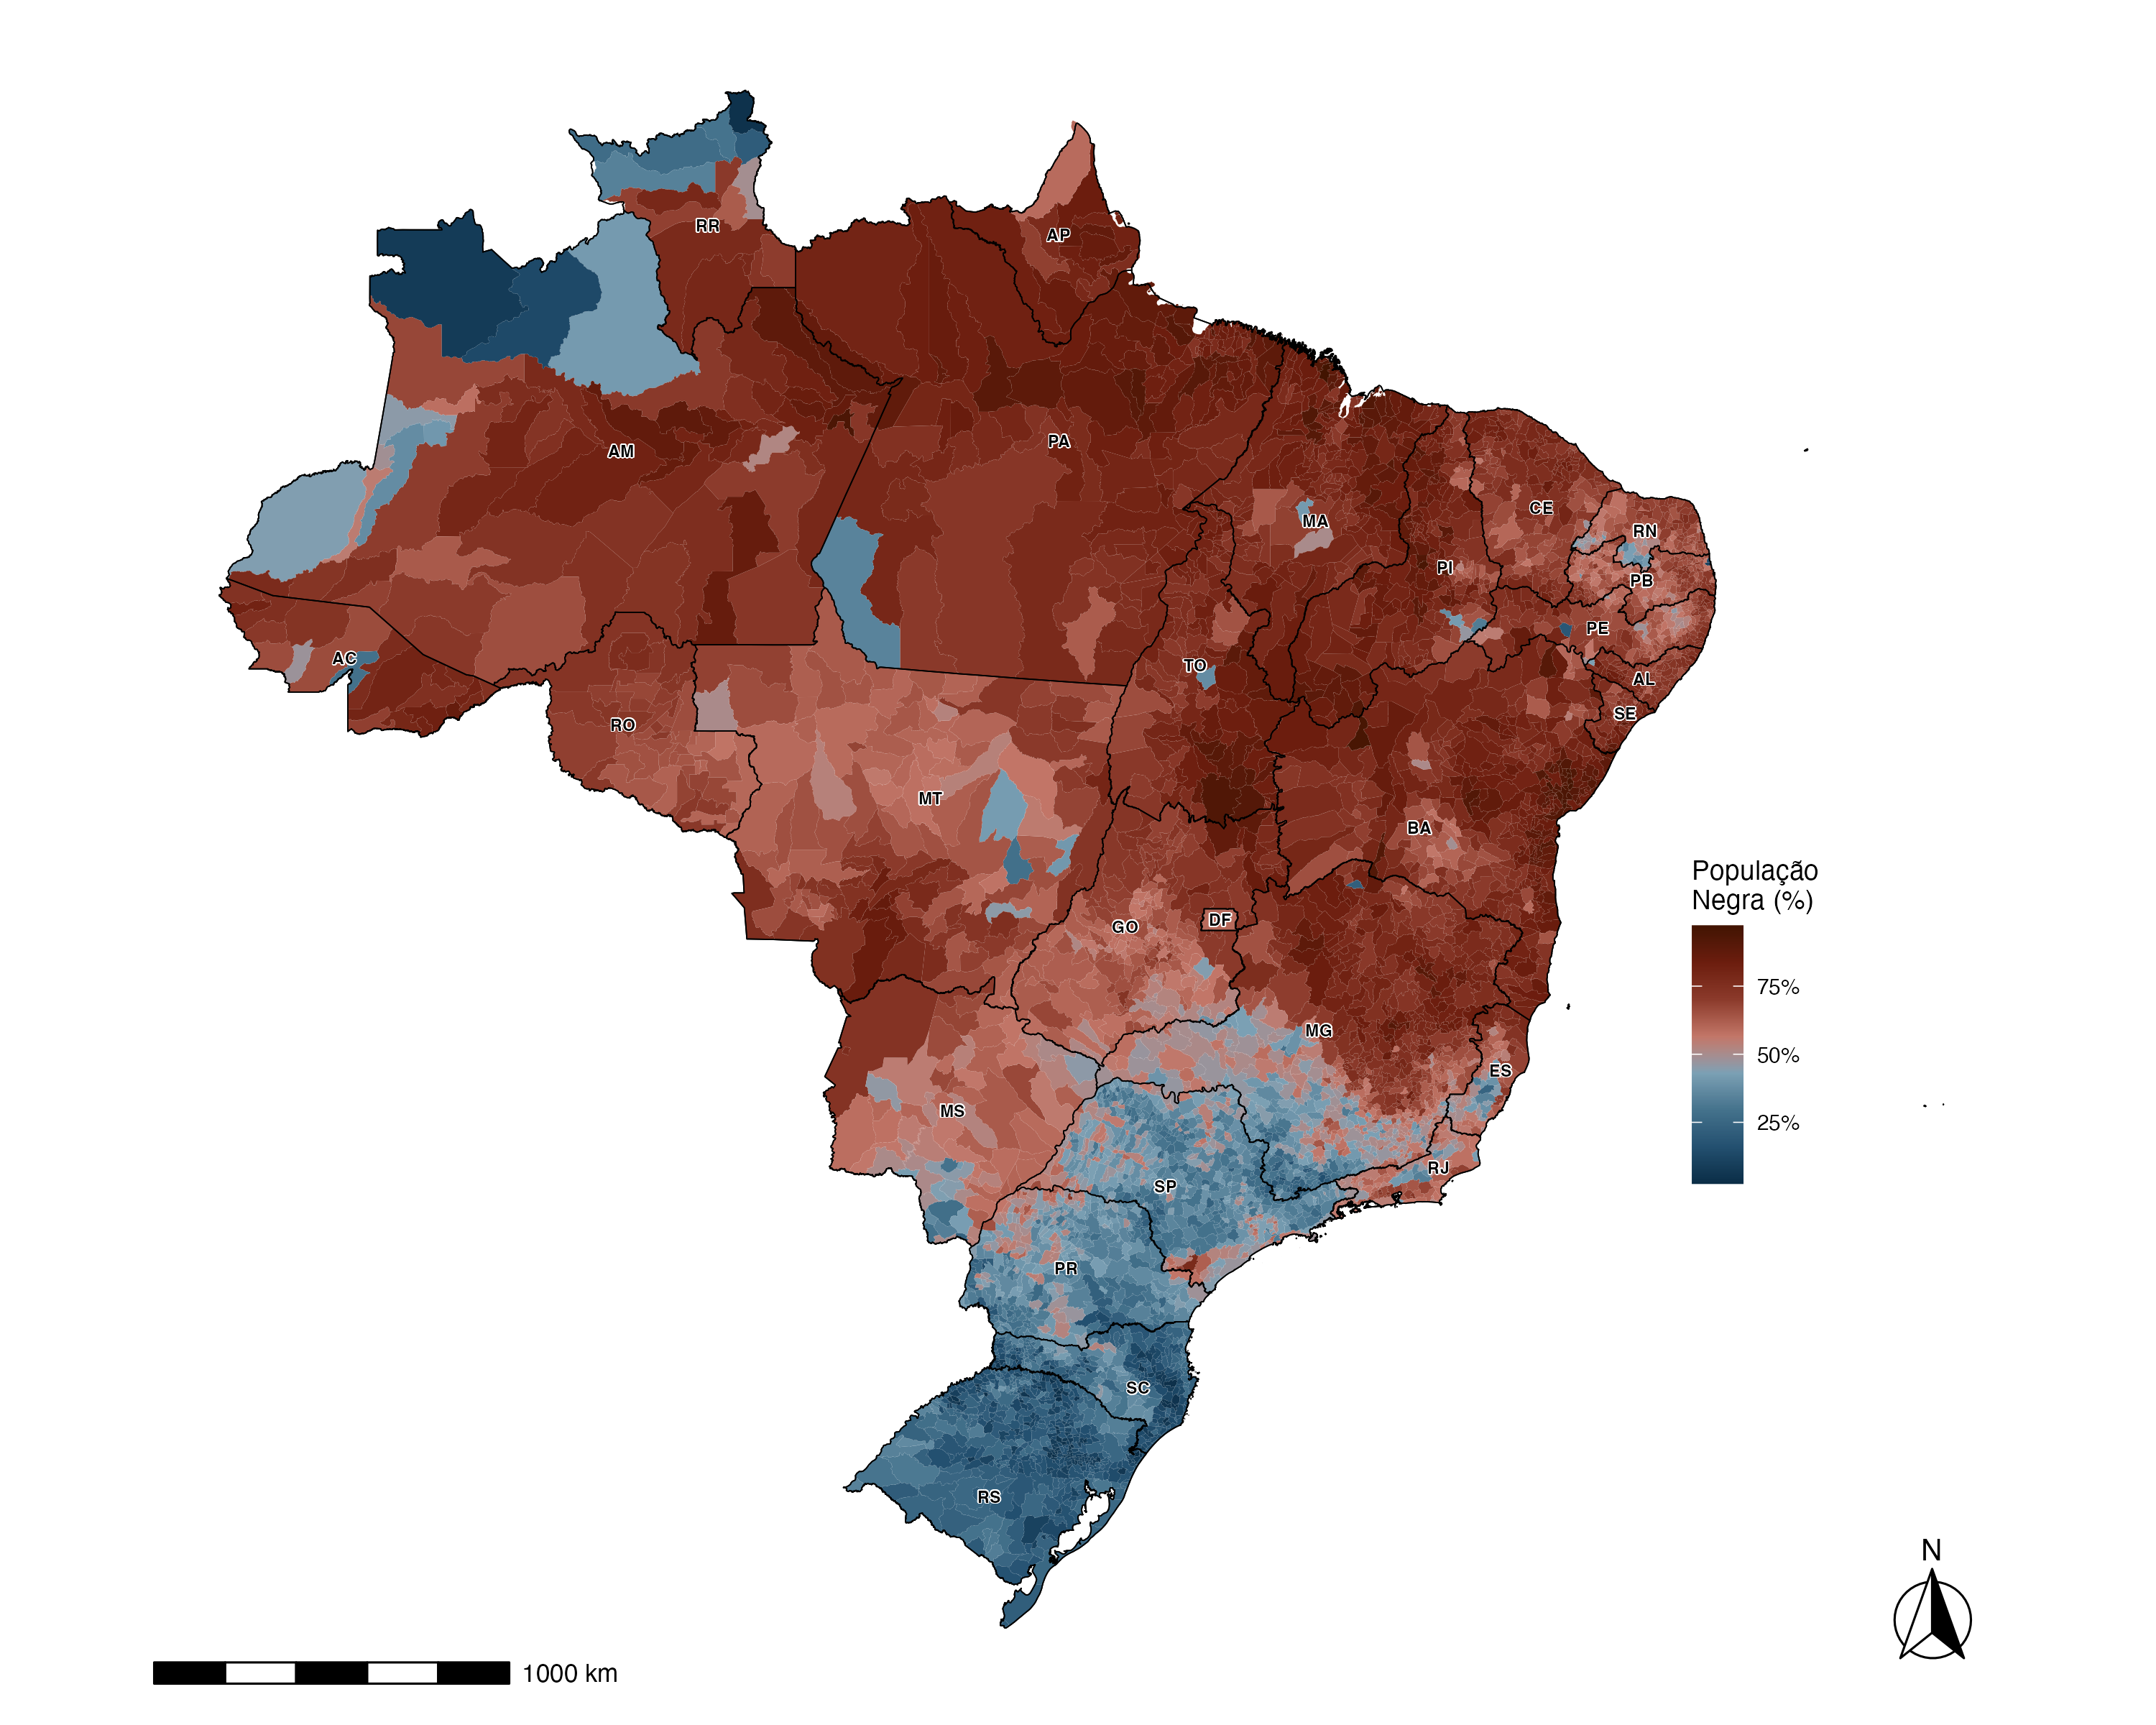 RR
AP
AM
PA
MA
CE
RN
PI
PB
PE
AC
TO
AL
SE
RO
MT
BA
GO
DF
MG
ES
MS
RJ
SP
PR
SC
RS
População
Negra (%)
75%
50%
25%
N
1000 km